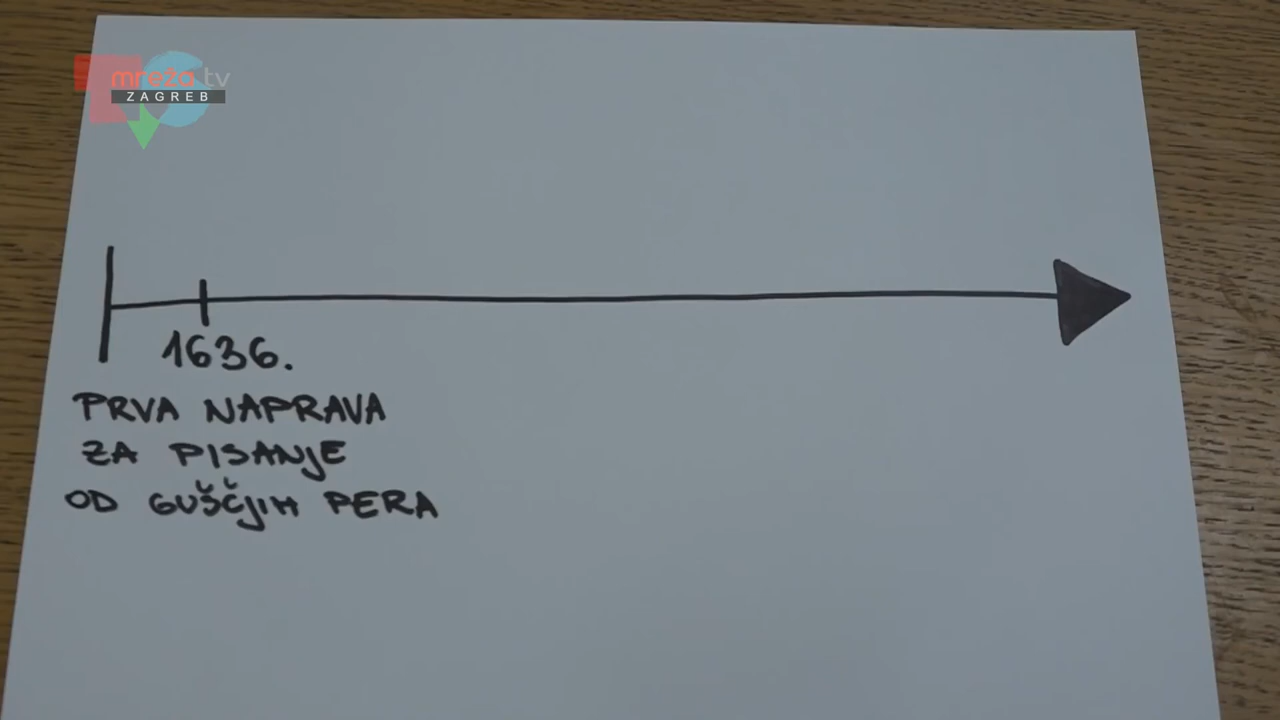 mreža tv
ZAGREB
1636.
PRVA NAPRAVA
ZA PISANJE
OD GUŠČJIH PERA